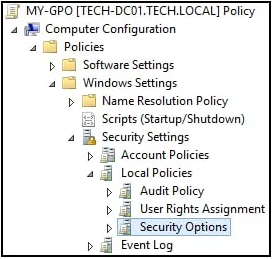 MY-GPO [TECH-DC01.TECH.LOCAL] Policy
Computer Configuration
Policies
Software Settings
Windows Settings
Name Resolution Policy
Scripts (Startup/Shutdown)
Security Settings
Account Policies
Local Policies
Audit Policy
User Rights Assignment
Security Options
Event Log